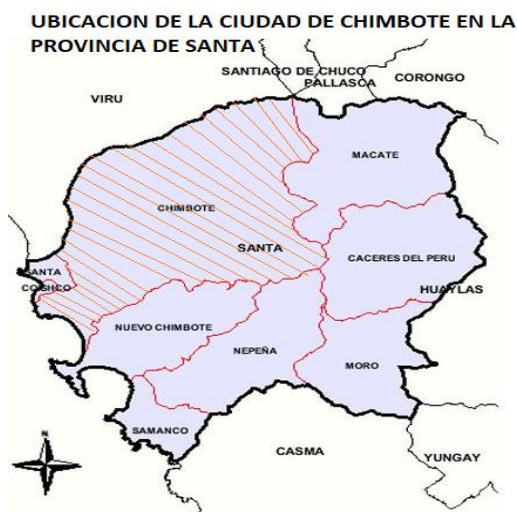 UBICACION DE LA CIUDAD DE CHIMBOTE EN LA
PROVINCIA DE SANTA
SANTIAGO DE CHUCO
PALLASCA
CORONGO
VIRU
MACATE
CHIMBOTE
SANTA
CACERES DEL PERU
SANTA
COISHCO
HUAYLAS
NUEVO CHIMBOTE
NEPEÑA
MORO
SAMANCO
CASMA
YUNGAY
N